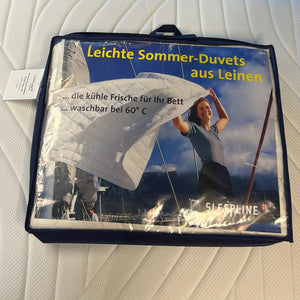 Leichte Sommer-Duvets
aus Leinen
... die kühle Frische für Ihr Bett
... waschbar bei 60° C
SLEEPLINE